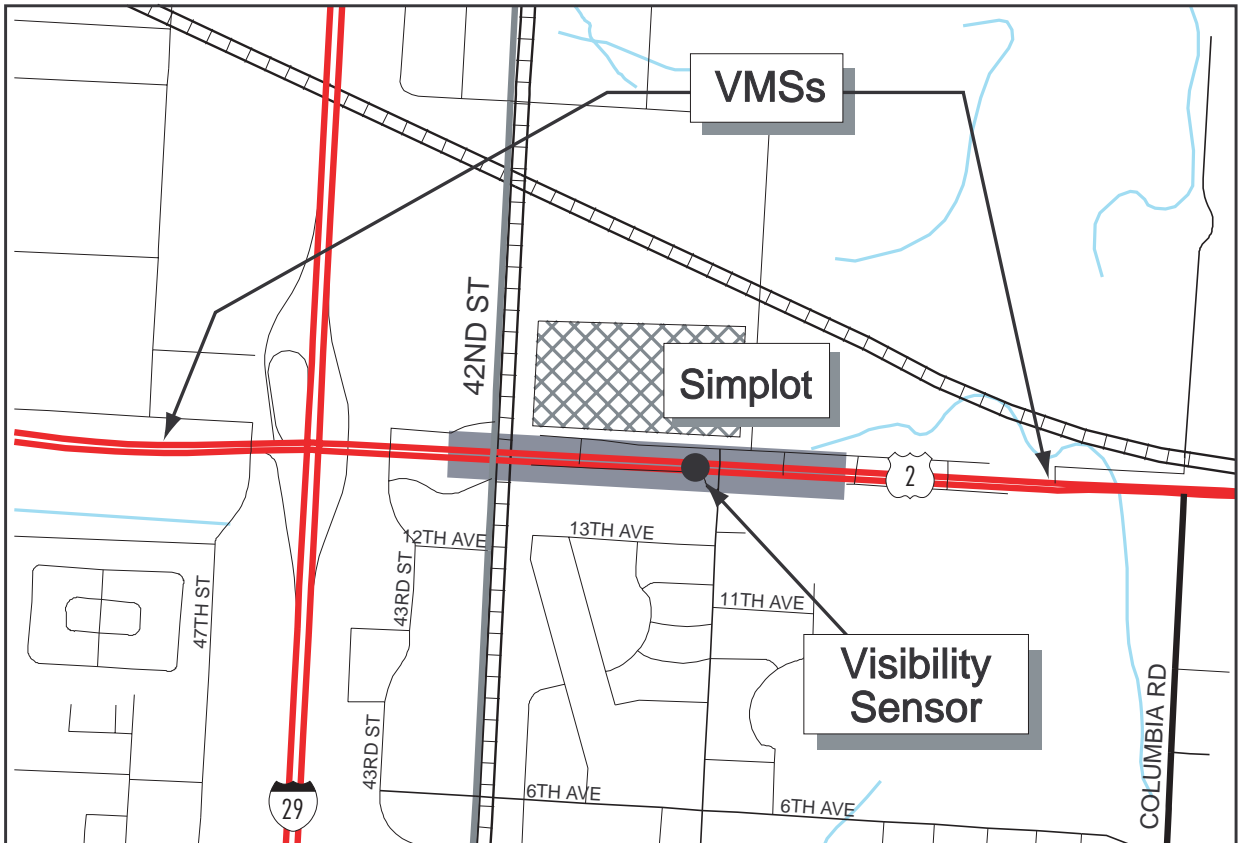 VMSs
42ND ST
Simplot
2
12TH AVE
13TH AVE
43RD ST
47TH ST
11TH AVE
Visibility
Sensor
COLUMBIA RD
43RD ST
6TH AVE
6TH AVE
29